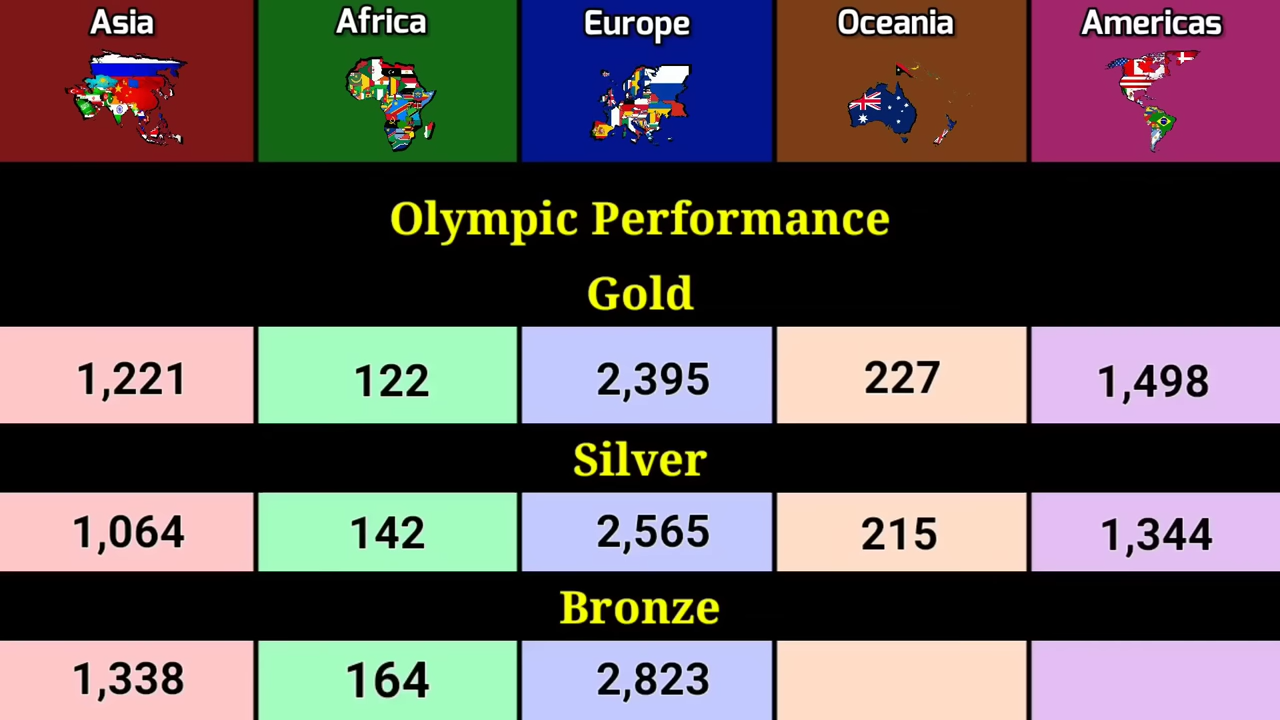 Asia Africa Europe Oceania Americas
Olympic Performance
Gold
1,221 122 2,395 227 1,498
Silver
1,064 142 2,565 215 1,344
Bronze
1,338 164 2,823